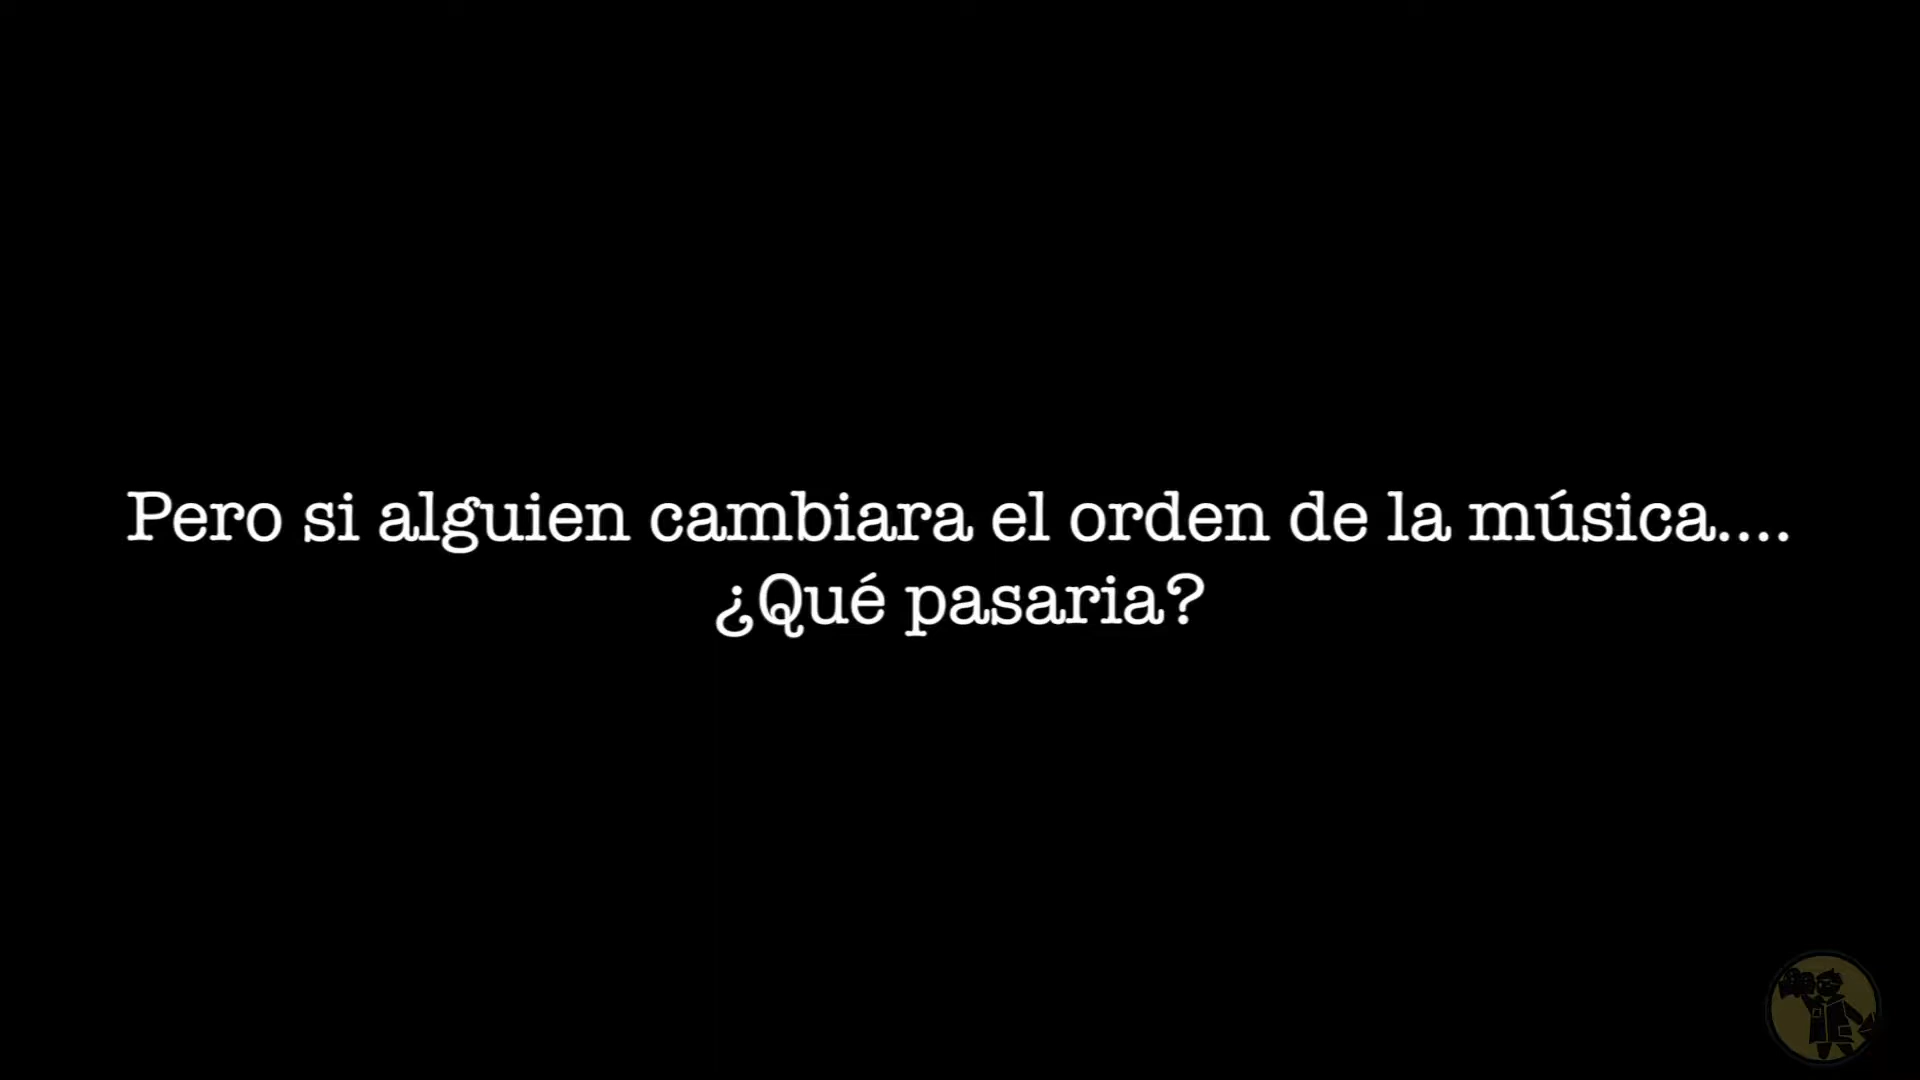 Pero si alguien cambiara el orden de la música....
¿Qué pasaria?